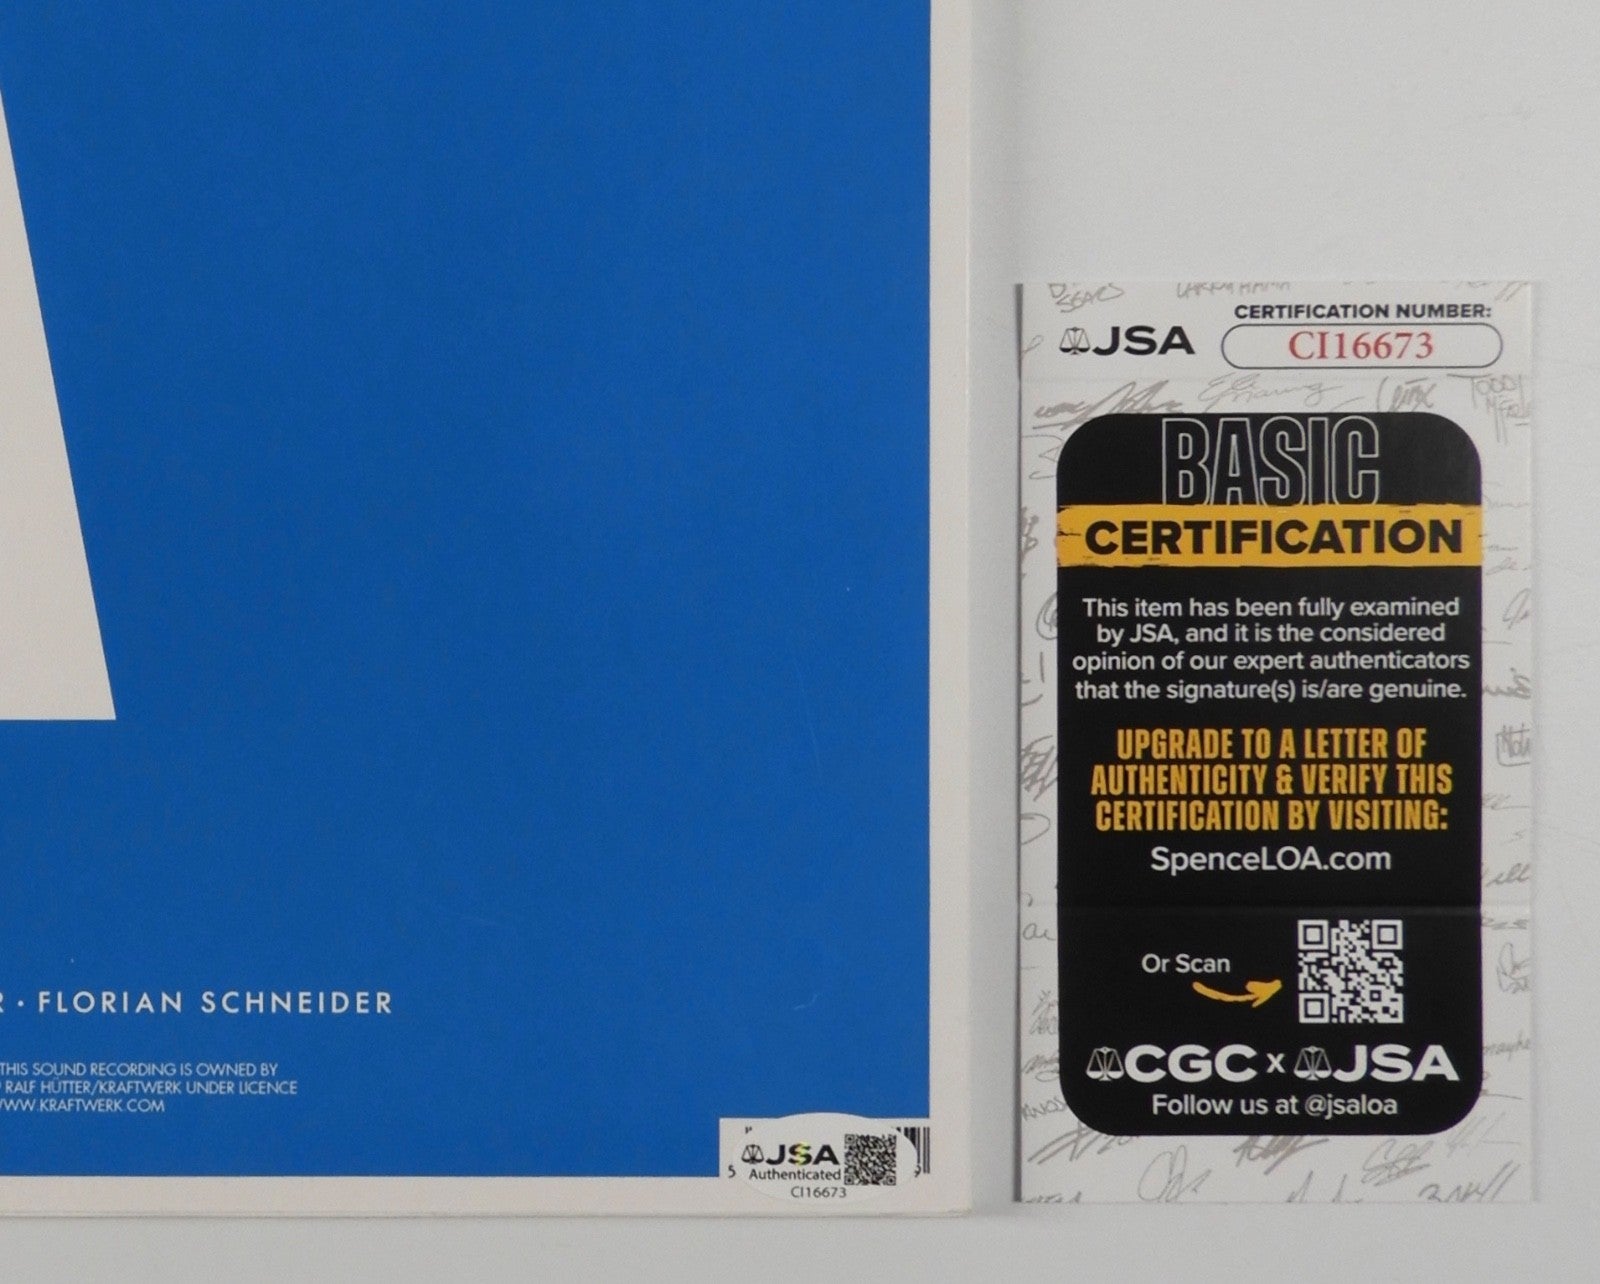 R · FLORIAN SCHNEIDER
THIS SOUND RECORDING IS OWNED BY
RALF HÜTTER/KRAFTWERK UNDER LICENCE
WWW.KRAFTWERK.COM
5
JSA
Authenticated
CI16673
9
JSA
CERTIFICATION NUMBER:
CI16673
BASIC
CERTIFICATION
This item has been fully examined
by JSA, and it is the considered
opinion of our expert authenticators
that the signature(s) is/are genuine.
UPGRADE TO A LETTER OF
AUTHENTICITY & VERIFY THIS
CERTIFICATION BY VISITING:
SpenceLOA.com
Or Scan
CGC x JSA
Follow us at @jsaloa